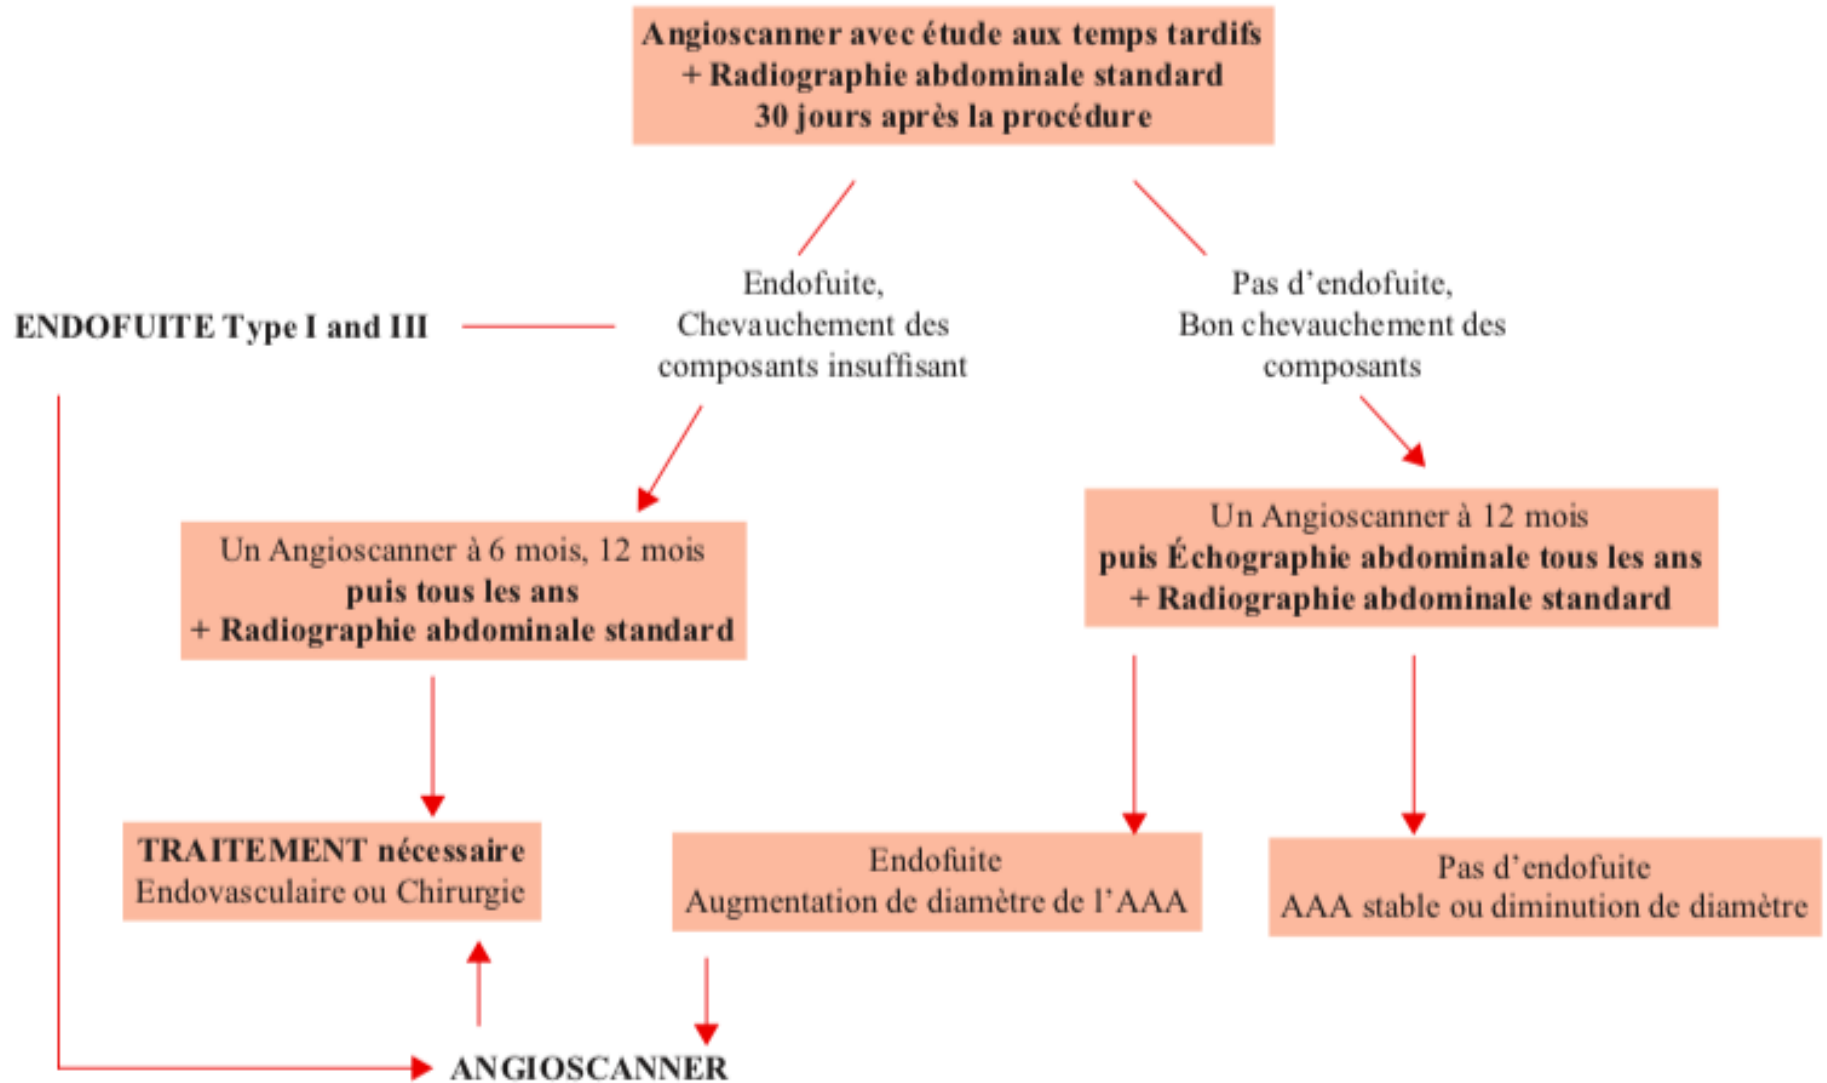 Angioscanner avec étude aux temps tardifs
+ Radiographie abdominale standard
30 jours après la procédure
ENDOFUITE Type I and III
Endofuite,
Chevauchement des
composants insuffisant
Pas d'endofuite,
Bon chevauchement des
composants
Un Angioscanner à 6 mois, 12 mois
puis tous les ans
+ Radiographie abdominale standard
Un Angioscanner à 12 mois
puis Échographie abdominale tous les ans
+ Radiographie abdominale standard
TRAITEMENT nécessaire
Endovasculaire ou Chirurgie
Endofuite
Augmentation de diamètre de l'AAA
Pas d'endofuite
AAA stable ou diminution de diamètre
ANGIOSCANNER